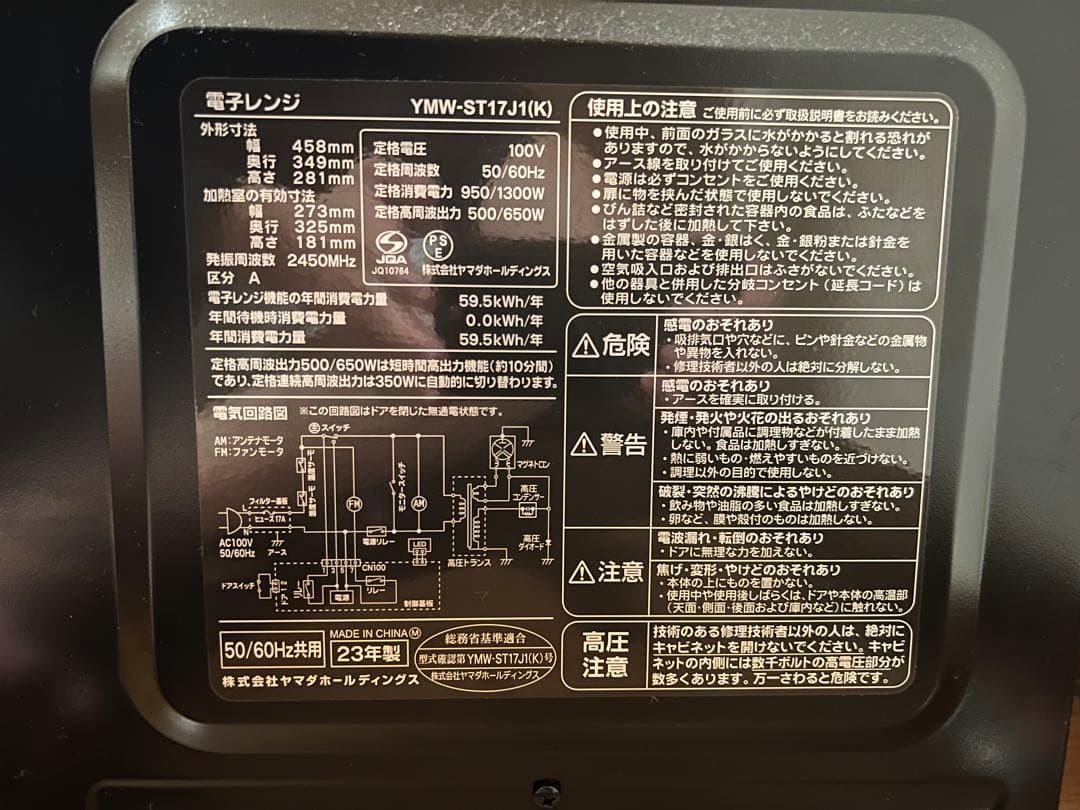 電子レンジ YMW-ST17J1(K)
外形寸法
幅 458mm
奥行 349mm
高さ 281mm
加熱室の有効寸法
幅 273mm
奥行 325mm
高さ 181mm
発振周波数 2450MHz
区分 A
定格電圧 100V
定格周波数 50/60Hz
定格消費電力 950/1300W
定格高周波出力 500/650W
JQA
JQ10764
PSE
株式会社ヤマダホールディングス
電子レンジ機能の年間消費電力量 59.5kWh/年
年間待機時消費電力量 0.0kWh/年
年間消費電力量 59.5kWh/年
定格高周波出力500/650Wは短時間高出力機能(約10分間)
であり、定格連続高周波出力は350Wに自動的に切り替わります。
電気回路図 ※この回路図はドアを閉じた無通電状態です。
AM:アンテナモータ
FM:ファンモータ
主スイッチ
温度サーモ
モニタースイッチ
FM
AM
マグネトロン
高圧
コンデンサー
フィルター基板
L
ヒューズ17A
N
AC100V
50/60Hz
アース
電源リレー
LED
高圧トランス
高圧
ダイオード
ドアスイッチ
CN100
リレー
電源
リレー
制御基板
50/60Hz共用
MADE IN CHINA Ⓜ
23年製
総務省基準適合
型式確認第YMW-ST17J1(K)号
株式会社ヤマダホールディングス
株式会社ヤマダホールディングス
使用上の注意 ご使用前に必ず取扱説明書をお読みください。
●使用中、前面のガラスに水がかかると割れる恐れが
ありますので、水がかからないようにしてください。
●アース線を取り付けてご使用ください。
●電源は必ずコンセントをご使用ください。
●扉に物を挟んだ状態で使用しないでください。
●びん詰など密封された容器内の食品は、ふたなどを
はずした後に加熱して下さい。
●金属製の容器、金・銀はく、金・銀粉または針金を
用いた容器などを使用しないでください。
●空気吸入口および排出口はふさがないでください。
●他の器具と併用した分岐コンセント(延長コード)は
使用しないでください。
危険
感電のおそれあり
・吸排気口や穴などに、ピンや針金などの金属物
や異物を入れない。
・修理技術者以外の人は絶対に分解しない。
警告
感電のおそれあり
・アースを確実に取り付ける。
発煙・発火や火花の出るおそれあり
・庫内や付属品に調理物などが付着したまま加熱
しない。食品は加熱しすぎない。
・熱に弱いもの・燃えやすいものを近づけない。
・調理以外の目的で使用しない。
破裂・突然の沸騰によるやけどのおそれあり
・飲み物や油脂の多い食品は加熱しすぎない。
・卵など、膜や殻付のものは加熱しない。
注意
電波漏れ・転倒のおそれあり
・ドアに無理な力を加えない。
焦げ・変形・やけどのおそれあり
・本体の上にものを置かない。
・使用中や使用後しばらくは、ドアや本体の高温部
(天面・側面・後面および庫内など)に触れない。
高圧
注意
技術のある修理技術者以外の人は、絶対に
キャビネットを開けないでください。キャビ
ネットの内側には数千ボルトの高電圧部分が
数多くあります。万一さわると危険です。